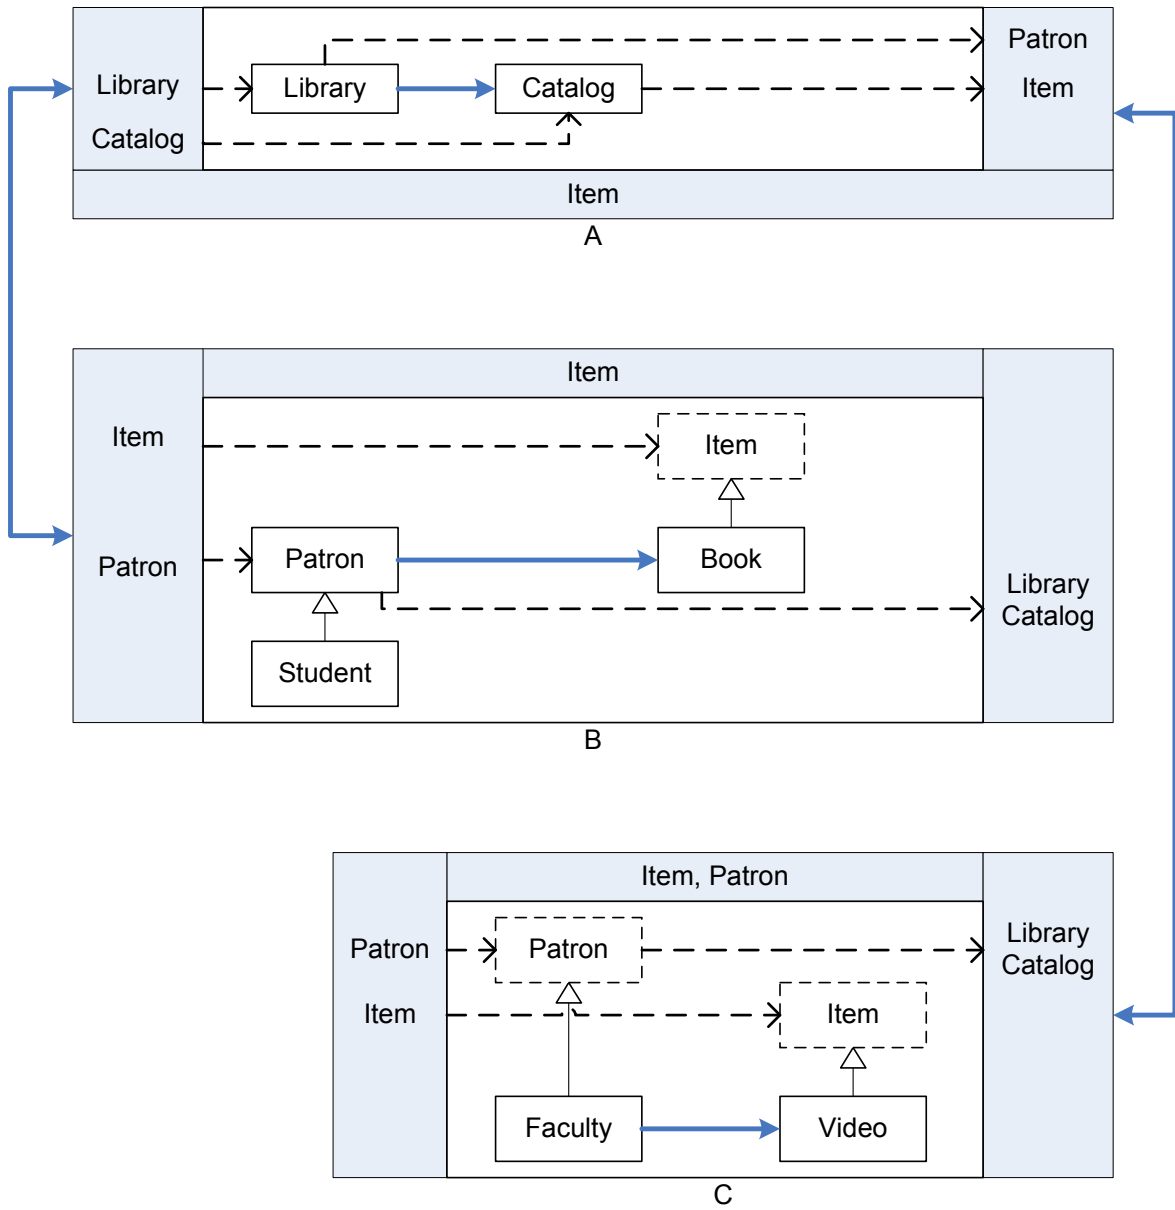 Patron
Library Library Catalog Item
Catalog
Item
A
Item
Item Item
Patron Patron Book
Library
Catalog
Student
B
Item, Patron
Patron Patron Library
Catalog
Item Item
Faculty Video
C